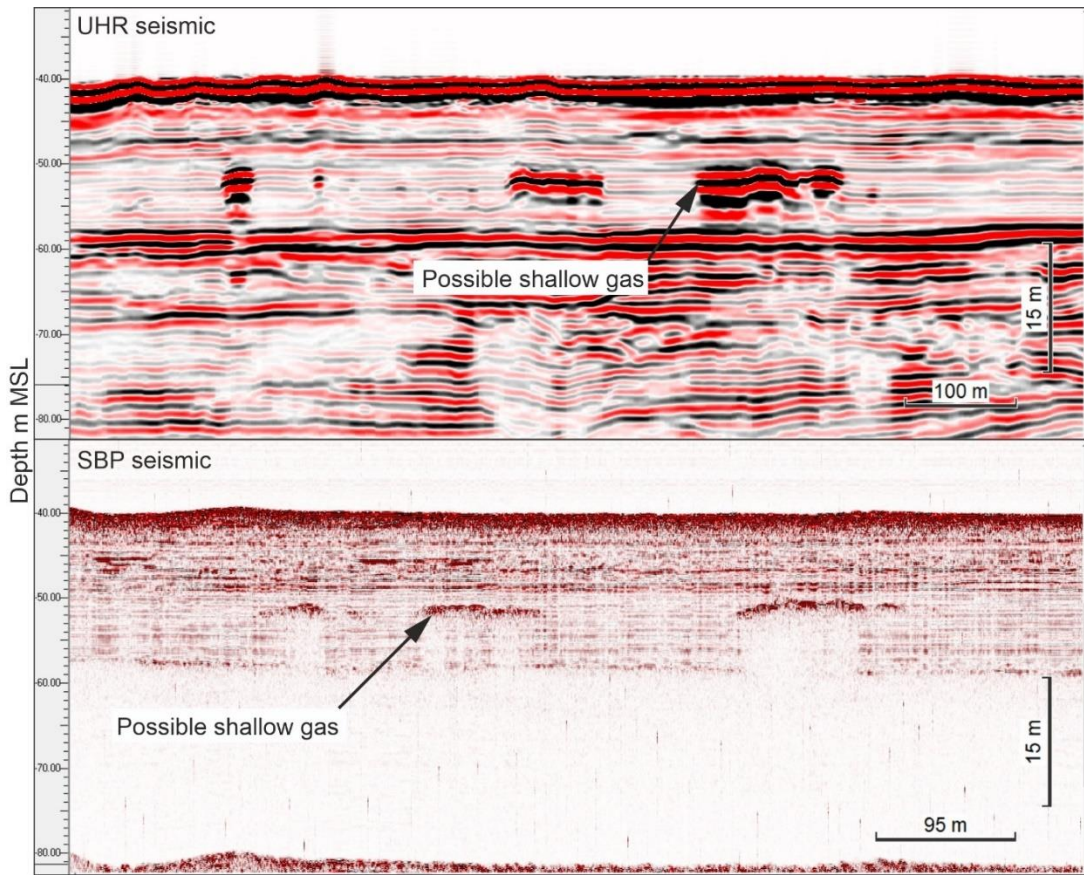 UHR seismic
-40.00
-50.00
-60.00
-70.00
-80.00
Possible shallow gas
15 m
100 m
Depth m MSL
SBP seismic
-40.00
-50.00
-60.00
-70.00
-80.00
Possible shallow gas
15 m
95 m